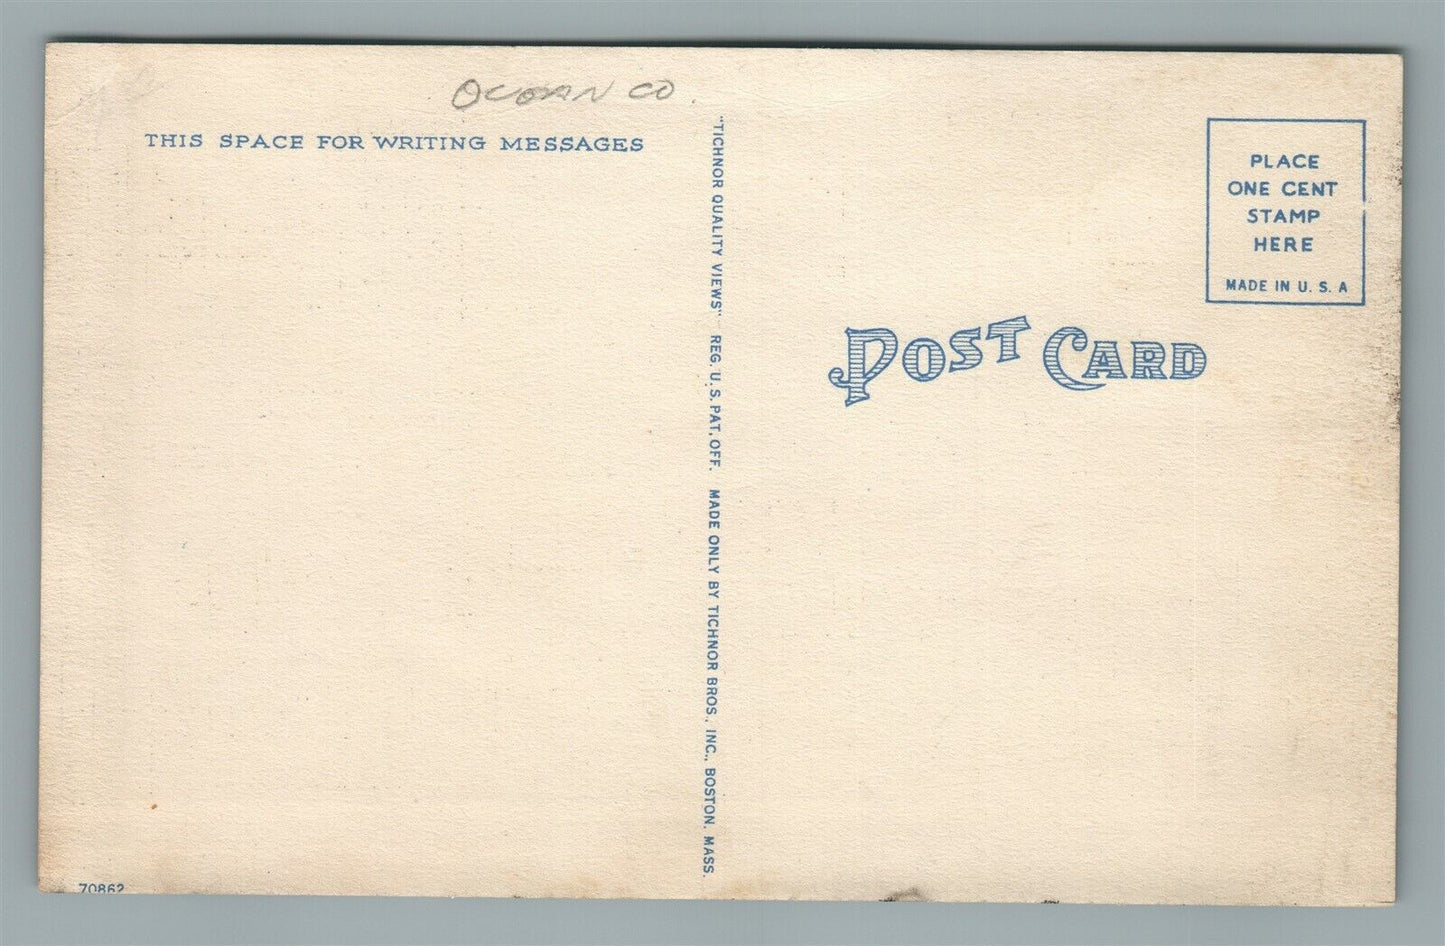 OCEAN CO.
THIS SPACE FOR WRITING MESSAGES
"TICHNOR QUALITY VIEWS" REG. U.S. PAT. OFF. MADE ONLY BY TICHNOR BROS., INC., BOSTON, MASS.
PLACE
ONE CENT
STAMP
HERE
MADE IN U. S. A
POST CARD
70862